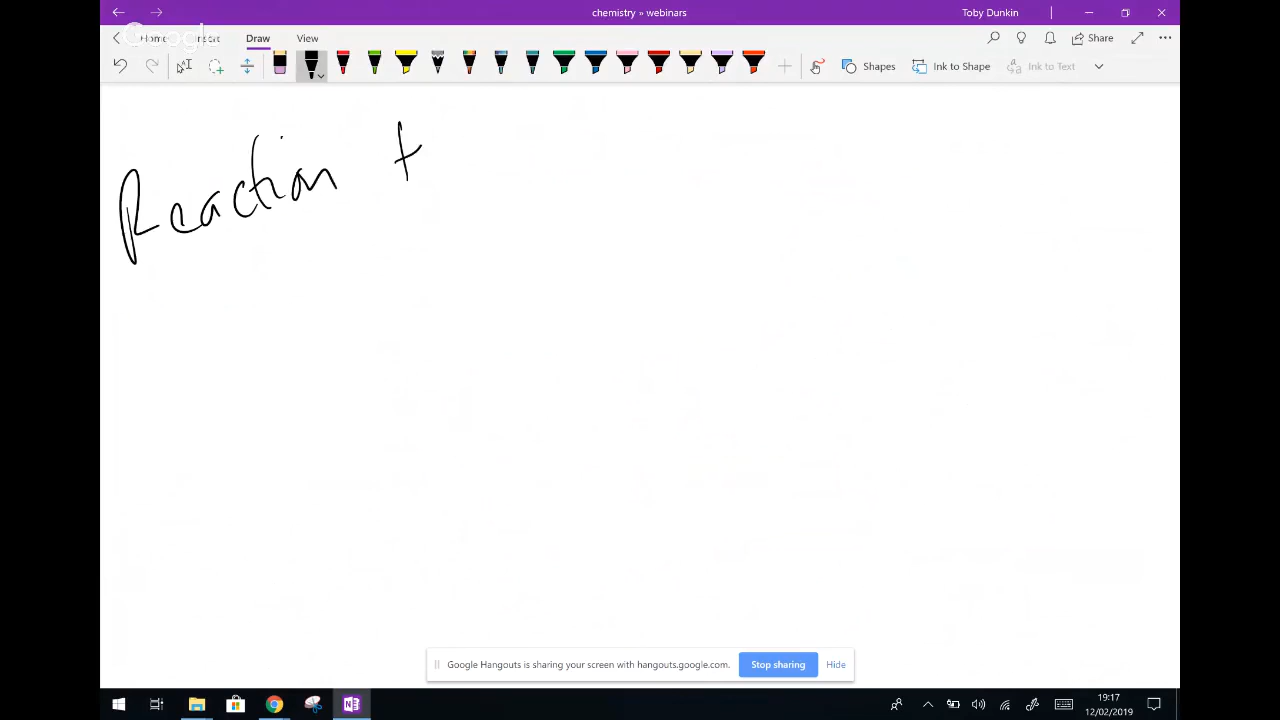 chemistry » webinars
Toby Dunkin
Google
Home
Insert
Draw
View
Share
Shapes
Ink to Shape
Ink to Text
Reaction t
Google Hangouts is sharing your screen with hangouts.google.com.
Stop sharing
Hide
19:17
12/02/2019